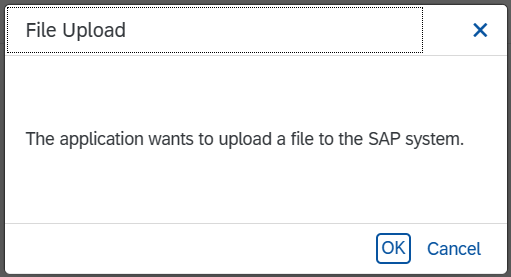 File Upload
The application wants to upload a file to the SAP system.
OK Cancel